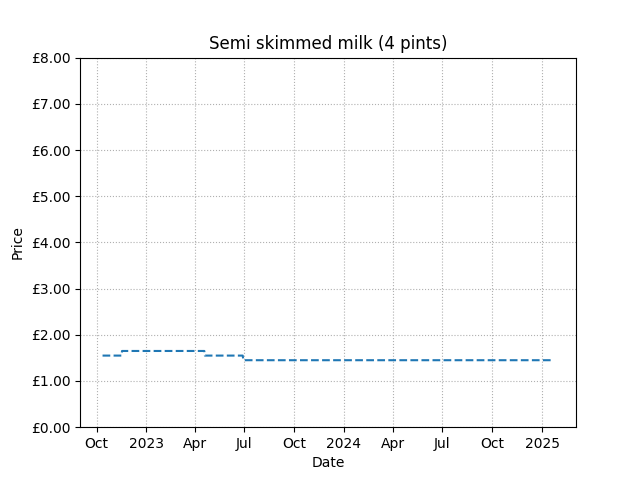 Semi skimmed milk (4 pints)
£8.00
£7.00
£6.00
£5.00
£4.00
£3.00
£2.00
£1.00
£0.00
Price
Oct 2023 Apr Jul Oct 2024 Apr Jul Oct 2025
Date